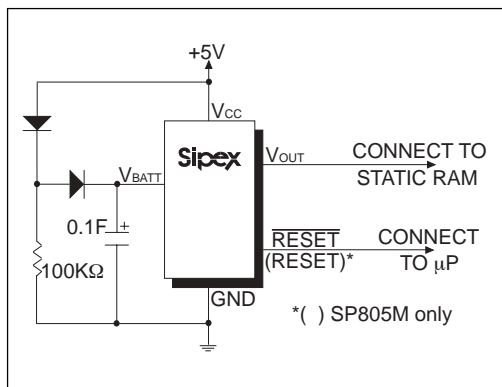 +5V
VCC
Sipex
VBATT
VOUT
CONNECT TO
STATIC RAM
0.1F
+
RESET
(RESET)*
CONNECT
TO μP
100KΩ
GND
*( ) SP805M only